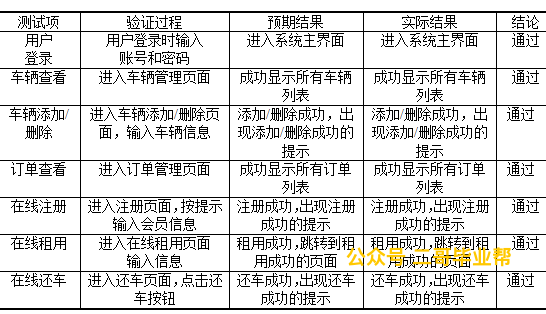 测试项 验证过程 预期结果 实际结果 结论
用户 用户登录时输入 进入系统主界面 进入系统主界面 通过
登录 账号和密码
车辆查看 进入车辆管理页面 成功显示所有车辆 成功显示所有车辆 通过
列表 列表
车辆添加/ 进入车辆添加/删除页 添加/删除成功，出 添加/删除成功，出 通过
删除 面，输入车辆信息 现添加/删除成功的 现添加/删除成功的
提示 提示
订单查看 进入订单管理页面 成功显示所有订单 成功显示所有订单 通过
列表 列表
在线注册 进入注册页面，按提示 注册成功，出现注册 注册成功，出现注册 通过
输入会员信息 成功的提示 成功的提示
在线租用 进入在线租用页面 租用成功，跳转到租 租用成功，跳转到租 通过
输入信息 用成功的页面 用成功的页面
公众号 二哥毕业帮
在线还车 进入还车页面，点击还 还车成功，出现还车 还车成功，出现还车 通过
车按钮 成功的提示 成功的提示